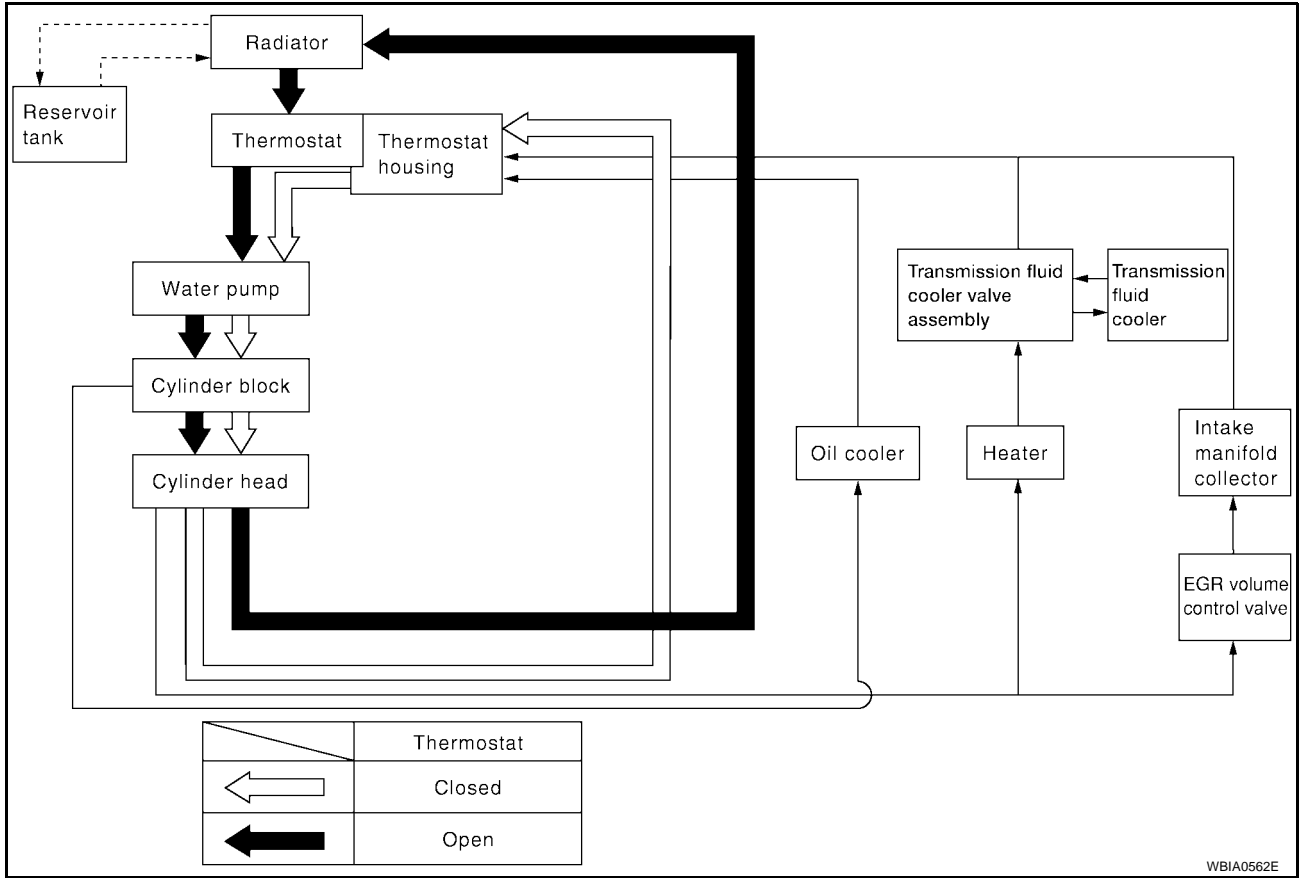 Radiator
Reservoir
tank
Thermostat
Thermostat
housing
Water pump
Transmission fluid
cooler valve
assembly
Transmission
fluid
cooler
Cylinder block
Cylinder head
Oil cooler
Heater
Intake
manifold
collector
EGR volume
control valve
Thermostat
Closed
Open
WBIA0562E